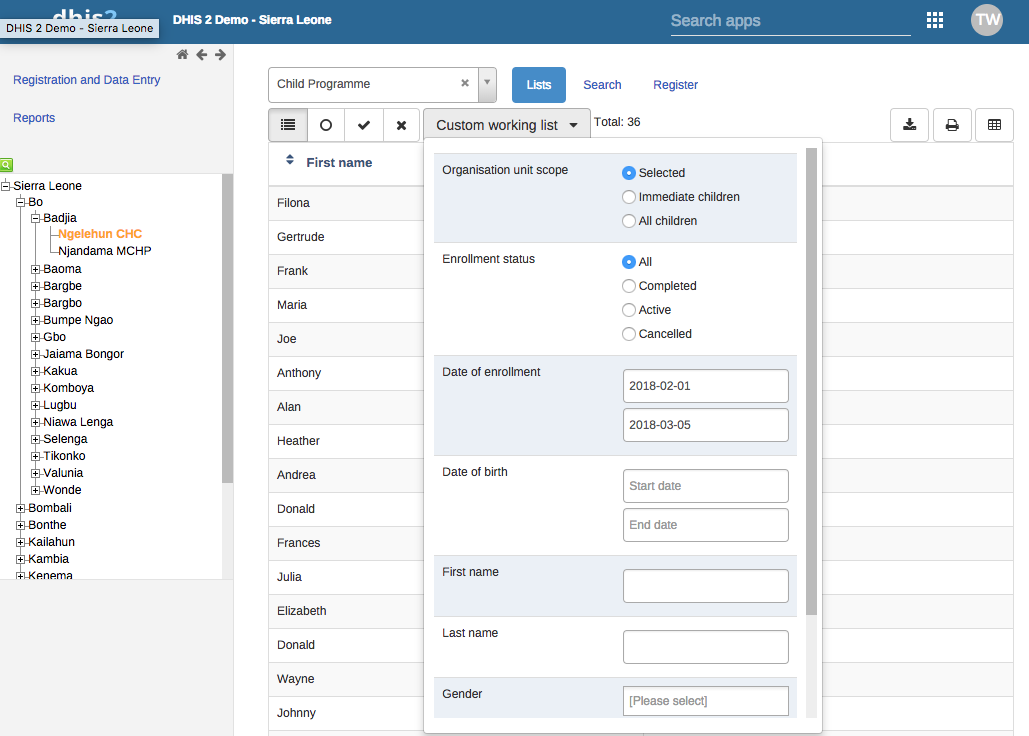 dhis2
DHIS 2 Demo - Sierra Leone
DHIS 2 Demo - Sierra Leone
Search apps
TW
Registration and Data Entry
Reports
Sierra Leone
Bo
Badjia
Ngelehun CHC
Njandama MCHP
Baoma
Bargbe
Bargbo
Bumpe Ngao
Gbo
Jaiama Bongor
Kakua
Komboya
Lugbu
Niawa Lenga
Selenga
Tikonko
Valunia
Wonde
Bombali
Bonthe
Kailahun
Kambia
Kenema
Child Programme
Lists
Search
Register
Custom working list
Total: 36
First name
Filona
Gertrude
Frank
Maria
Joe
Anthony
Alan
Heather
Andrea
Donald
Frances
Julia
Elizabeth
Donald
Wayne
Johnny
Organisation unit scope
Selected
Immediate children
All children
Enrollment status
All
Completed
Active
Cancelled
Date of enrollment
2018-02-01
2018-03-05
Date of birth
Start date
End date
First name
Last name
Gender
[Please select]